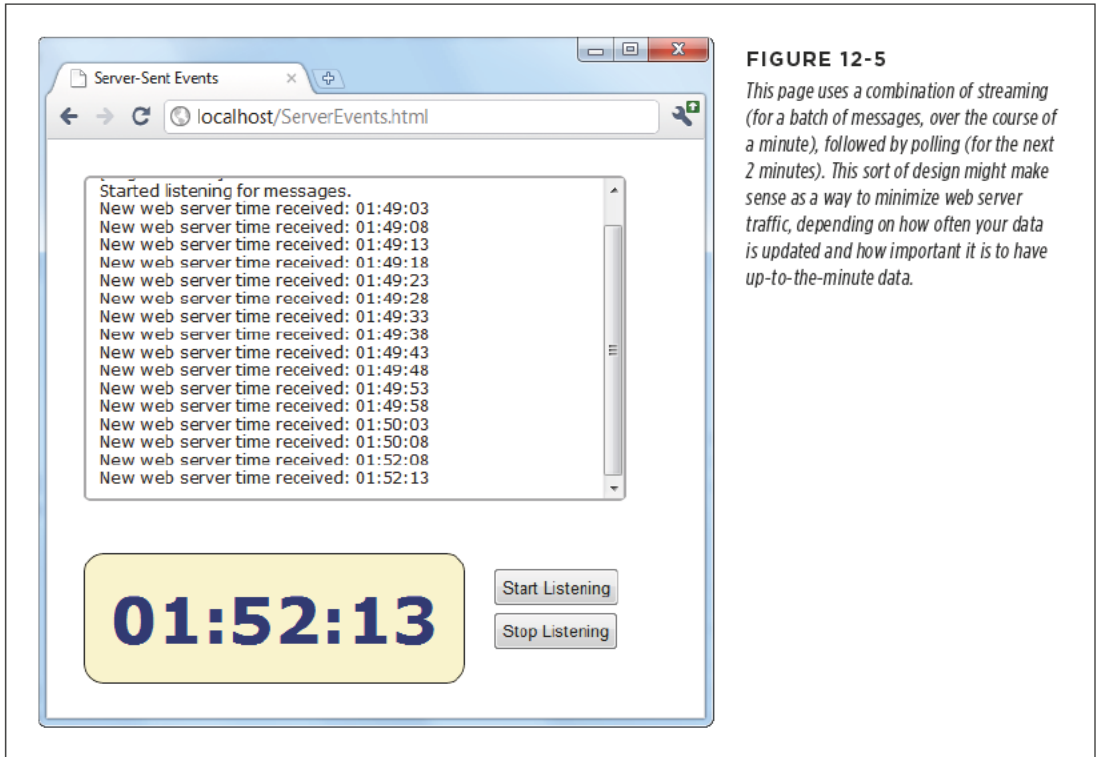 Server-Sent Events
localhost/ServerEvents.html
Started listening for messages.
New web server time received: 01:49:03
New web server time received: 01:49:08
New web server time received: 01:49:13
New web server time received: 01:49:18
New web server time received: 01:49:23
New web server time received: 01:49:28
New web server time received: 01:49:33
New web server time received: 01:49:38
New web server time received: 01:49:43
New web server time received: 01:49:48
New web server time received: 01:49:53
New web server time received: 01:49:58
New web server time received: 01:50:03
New web server time received: 01:50:08
New web server time received: 01:52:08
New web server time received: 01:52:13
01:52:13
Start Listening
Stop Listening
FIGURE 12-5
This page uses a combination of streaming
(for a batch of messages, over the course of
a minute), followed by polling (for the next
2 minutes). This sort of design might make
sense as a way to minimize web server
traffic, depending on how often your data
is updated and how important it is to have
up-to-the-minute data.